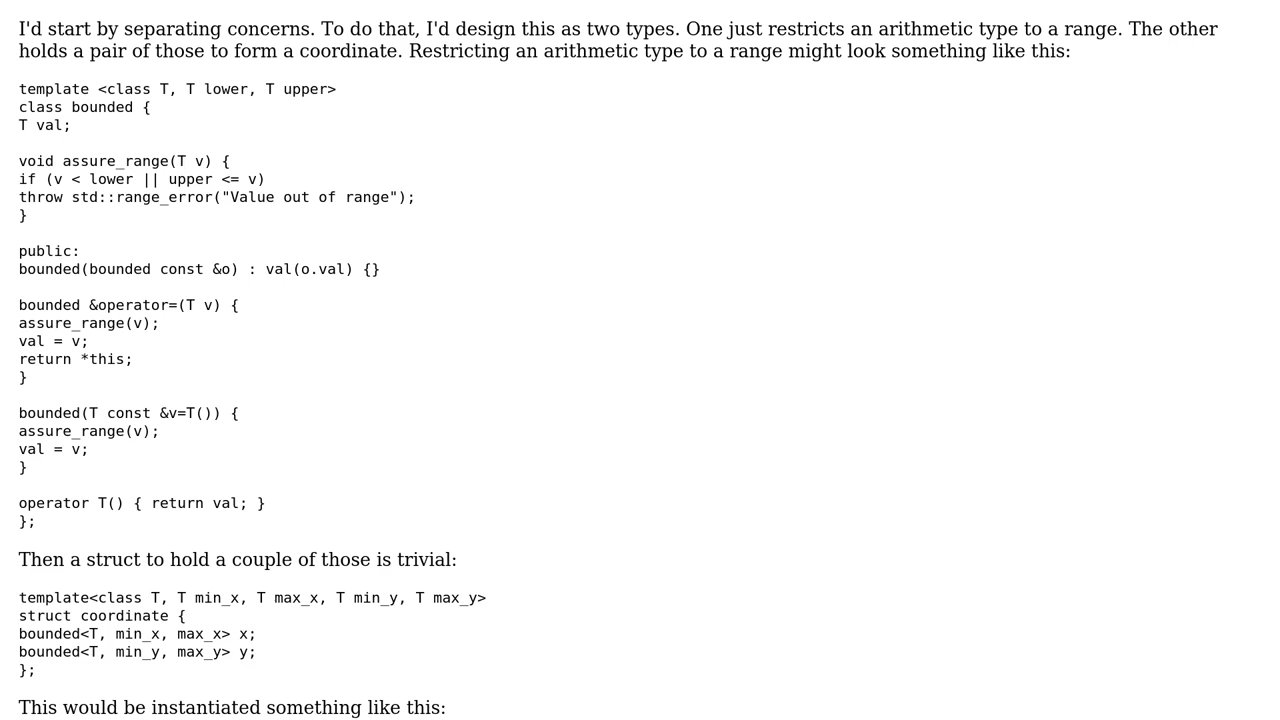 I'd start by separating concerns. To do that, I'd design this as two types. One just restricts an arithmetic type to a range. The other
holds a pair of those to form a coordinate. Restricting an arithmetic type to a range might look something like this:
template <class T, T lower, T upper>
class bounded {
T val;
void assure_range(T v) {
if (v < lower || upper <= v)
throw std::range_error("Value out of range");
}
public:
bounded(bounded const &o) : val(o.val) {}
bounded &operator=(T v) {
assure_range(v);
val = v;
return *this;
}
bounded(T const &v=T()) {
assure_range(v);
val = v;
}
operator T() { return val; }
};
Then a struct to hold a couple of those is trivial:
template<class T, T min_x, T max_x, T min_y, T max_y>
struct coordinate {
bounded<T, min_x, max_x> x;
bounded<T, min_y, max_y> y;
};
This would be instantiated something like this: